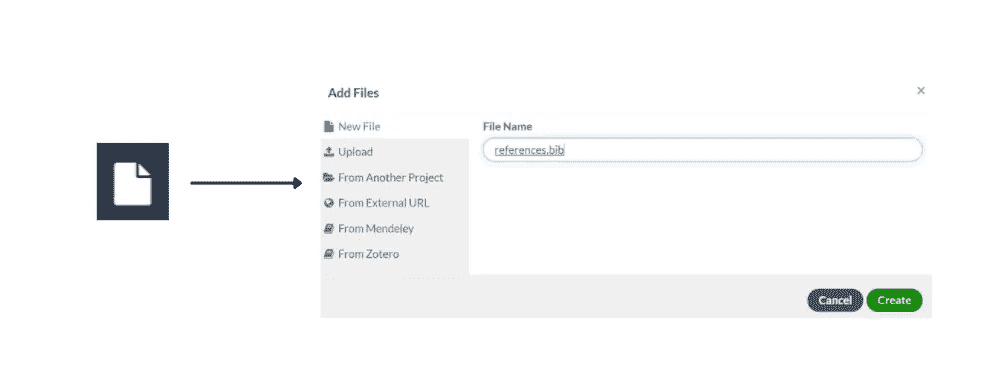 Add Files
×
New File
File Name
Upload
references.bib
From Another Project
From External URL
From Mendeley
From Zotero
Cancel
Create